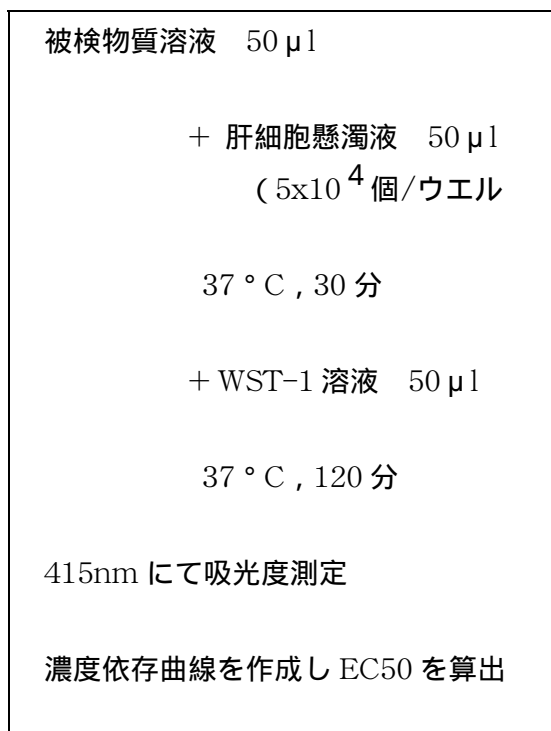 被検物質溶液　50 μl
+ 肝細胞懸濁液　50 μl
( 5x10⁴個/ウエル
37 ° C , 30 分
+ WST-1 溶液　50 μl
37 ° C , 120 分
415nm にて吸光度測定
濃度依存曲線を作成し EC50 を算出